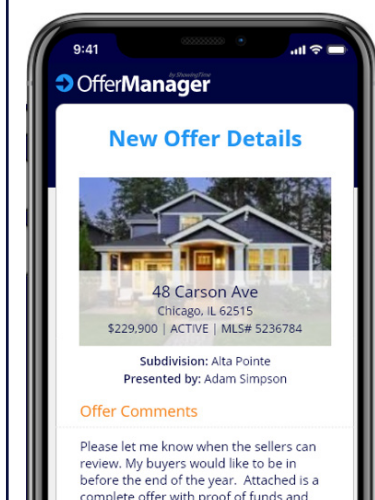 9:41
by ShowingTime
OfferManager
New Offer Details
48 Carson Ave
Chicago, IL 62515
$229,900 | ACTIVE | MLS# 5236784
Subdivision: Alta Pointe
Presented by: Adam Simpson
Offer Comments
Please let me know when the sellers can
review. My buyers would like to be in
before the end of the year. Attached is a
complete offer with proof of funds and